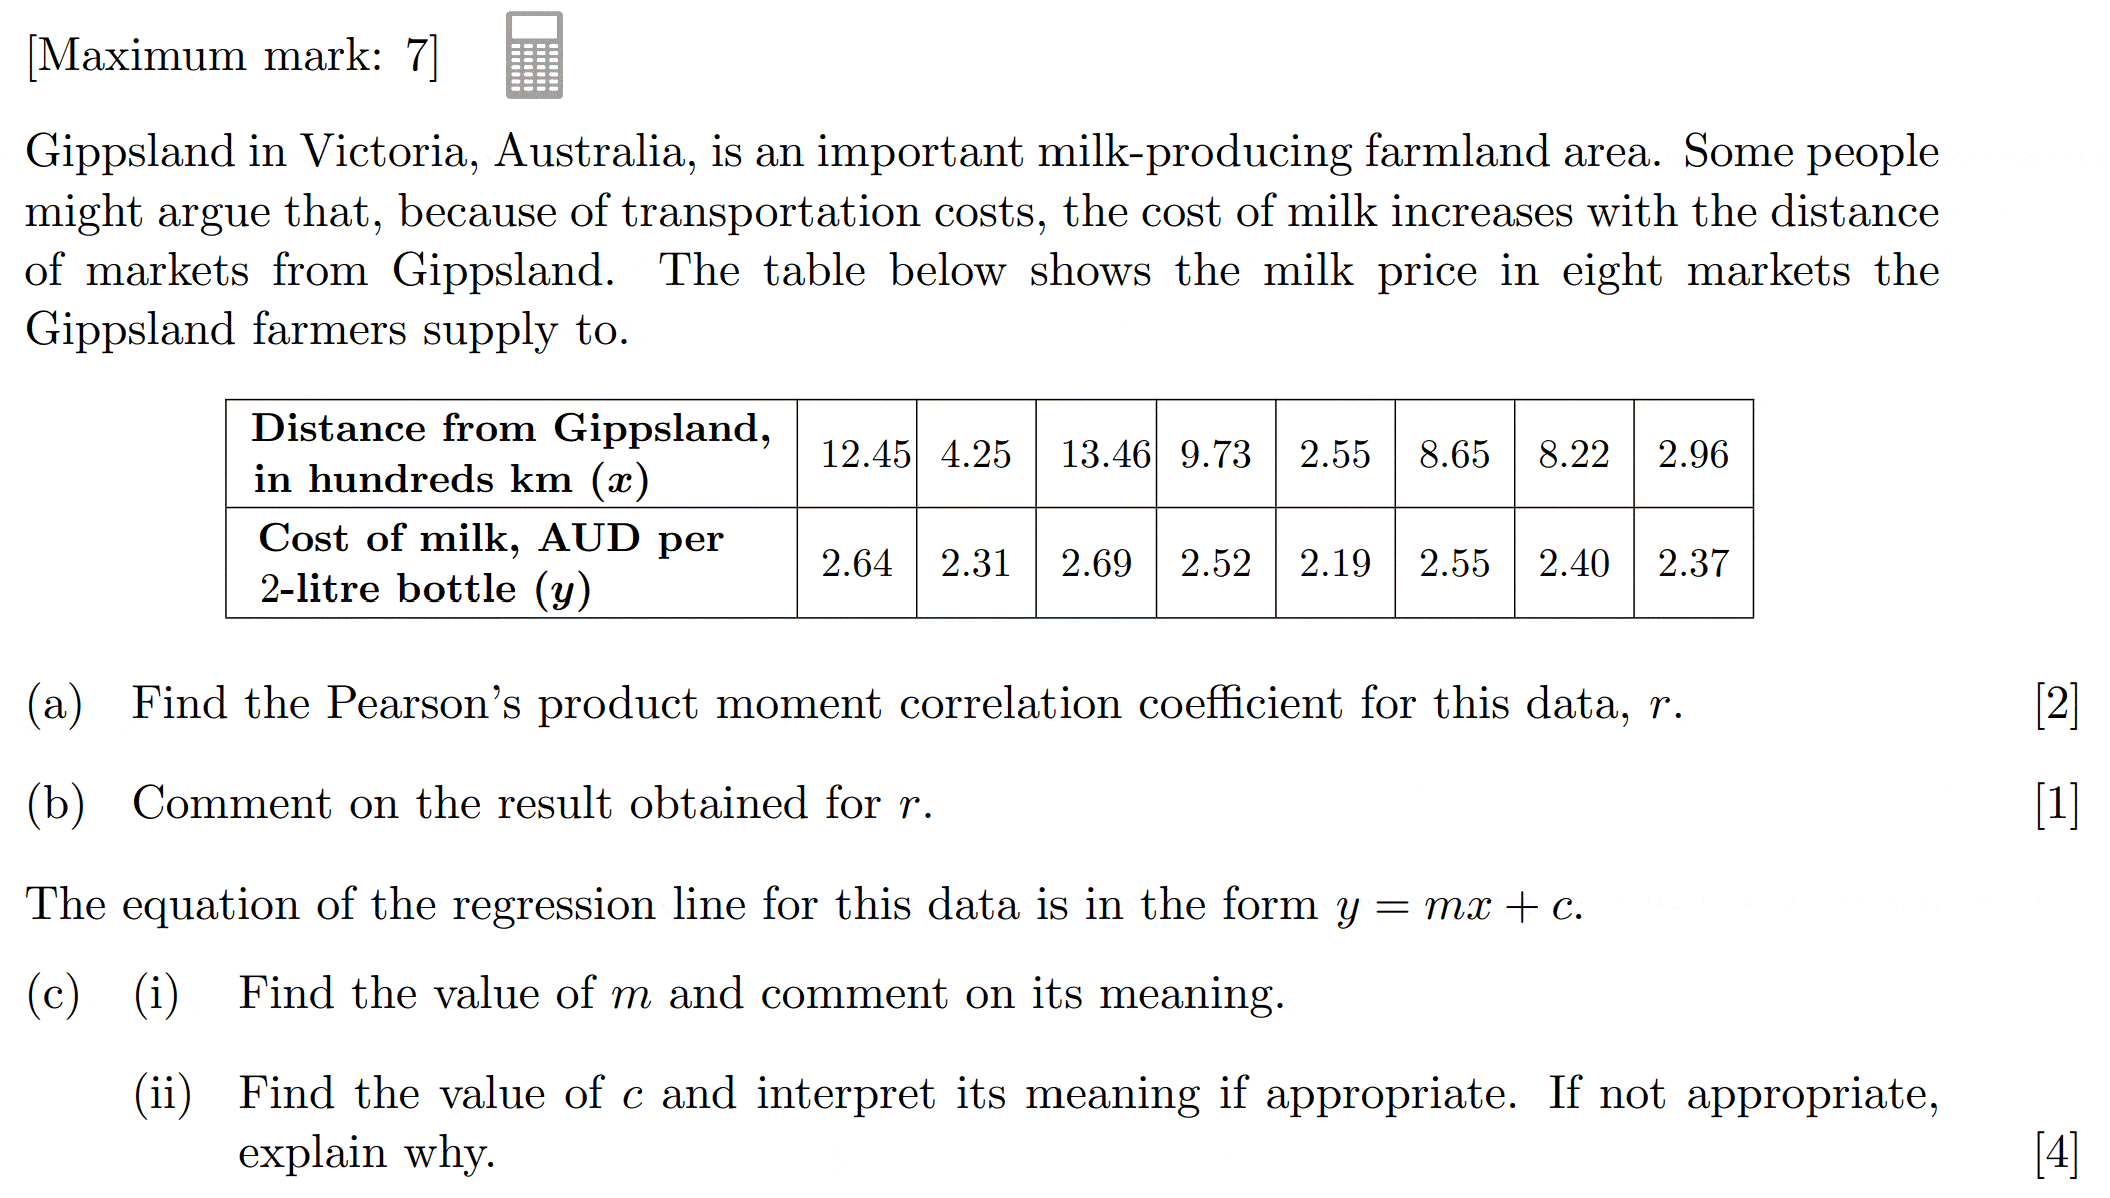 [Maximum mark: 7]
Gippsland in Victoria, Australia, is an important milk-producing farmland area. Some people
might argue that, because of transportation costs, the cost of milk increases with the distance
of markets from Gippsland. The table below shows the milk price in eight markets the
Gippsland farmers supply to.
Distance from Gippsland,
in hundreds km (x) 12.45 4.25 13.46 9.73 2.55 8.65 8.22 2.96
Cost of milk, AUD per
2-litre bottle (y) 2.64 2.31 2.69 2.52 2.19 2.55 2.40 2.37
(a) Find the Pearson's product moment correlation coefficient for this data, r. [2]
(b) Comment on the result obtained for r. [1]
The equation of the regression line for this data is in the form y = mx + c.
(c) (i) Find the value of m and comment on its meaning.
(ii) Find the value of c and interpret its meaning if appropriate. If not appropriate,
explain why. [4]